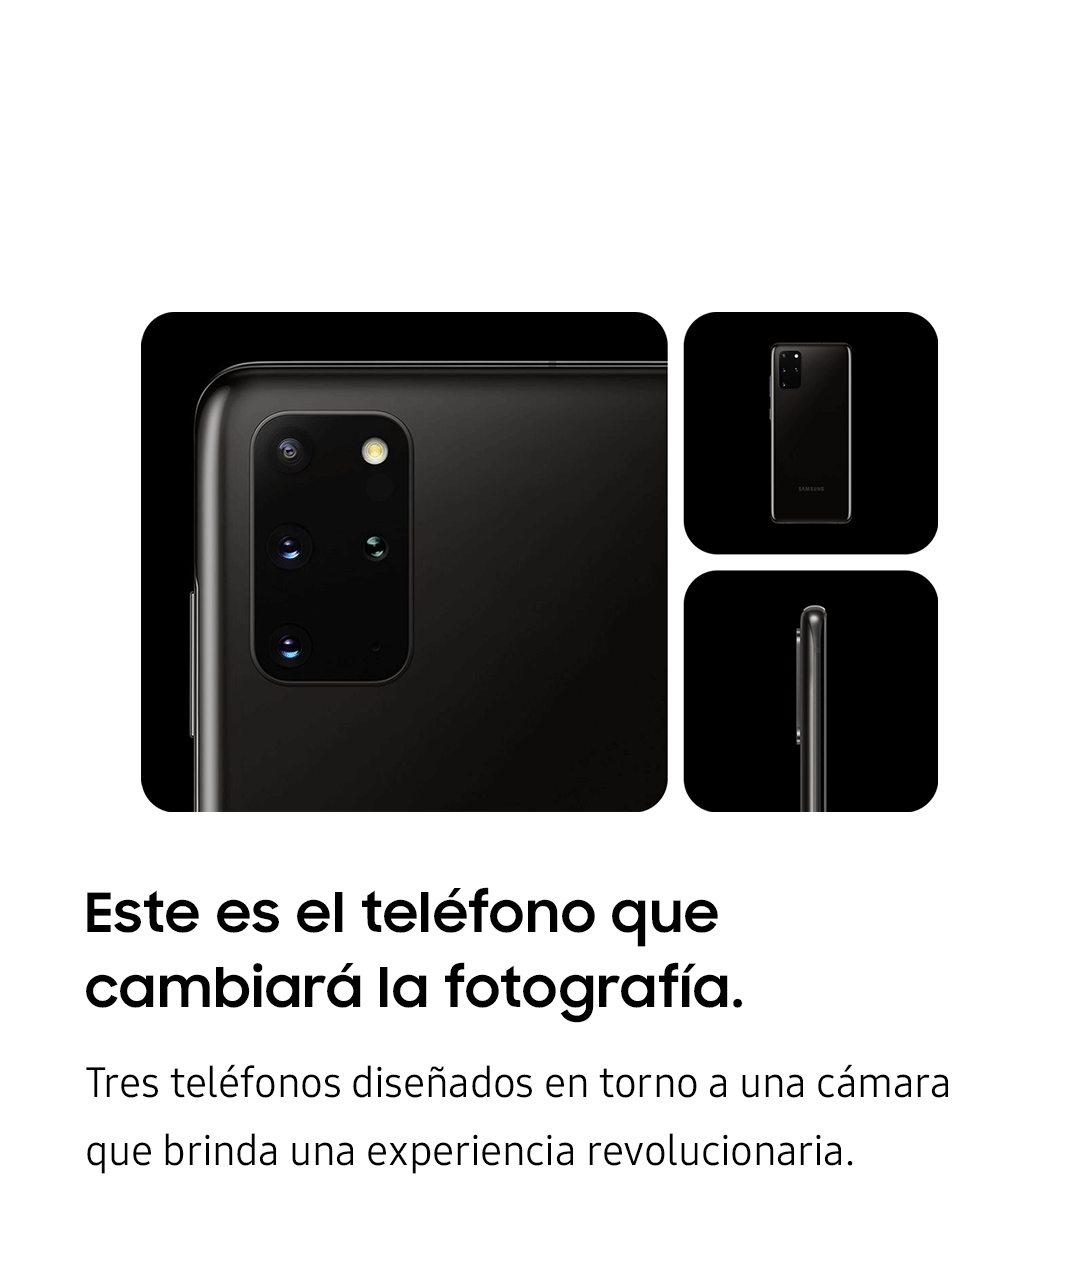 SAMSUNG
Este es el teléfono que
cambiará la fotografía.
Tres teléfonos diseñados en torno a una cámara
que brinda una experiencia revolucionaria.